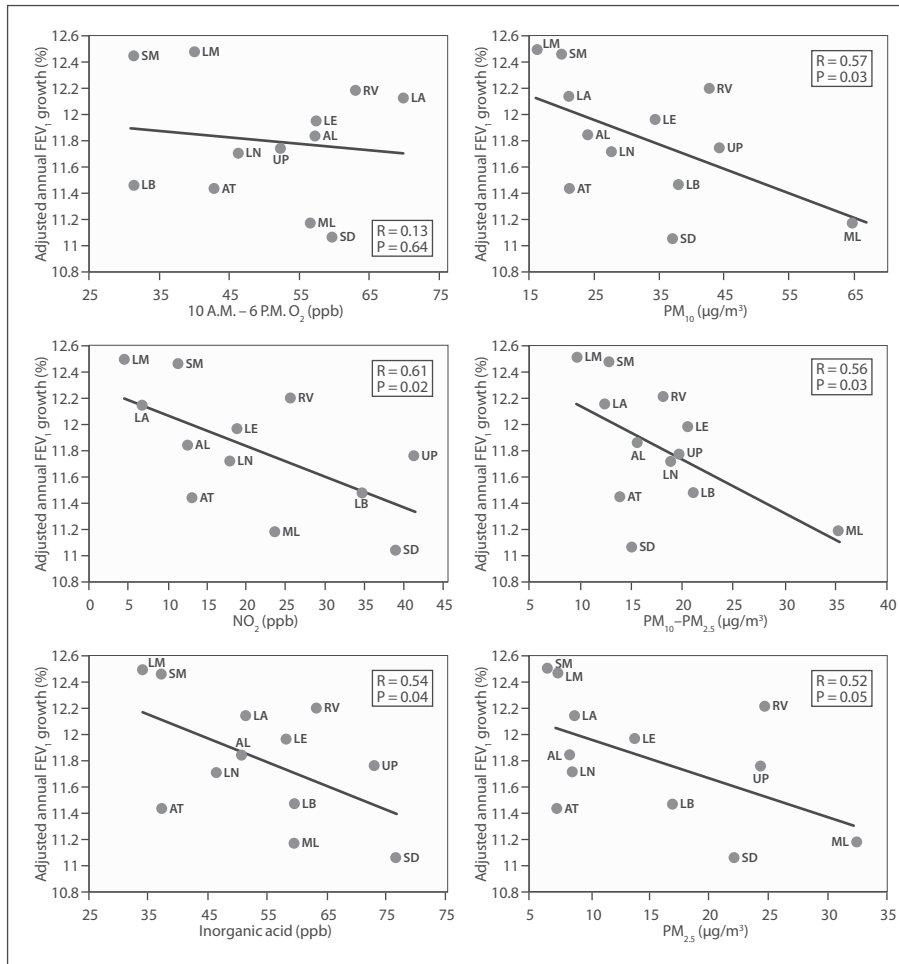 Adjusted annual FEV₁ growth (%)
12.6
12.4
12.2
12
11.8
11.6
11.4
11.2
11
10.8
SM
LM
RV
LA
LE
AL
UP
LN
LB
AT
ML
SD
R = 0.13
P = 0.64
25 35 45 55 65 75
10 A.M. – 6 P.M. O₂ (ppb)
Adjusted annual FEV₁ growth (%)
12.6
12.4
12.2
12
11.8
11.6
11.4
11.2
11
10.8
LM
SM
R = 0.57
P = 0.03
RV
LA
LE
AL
UP
LN
LB
AT
ML
SD
15 25 35 45 55 65
PM₁₀ (µg/m³)
Adjusted annual FEV₁ growth (%)
12.6
12.4
12.2
12
11.8
11.6
11.4
11.2
11
10.8
LM
SM
R = 0.61
P = 0.02
RV
LA
LE
AL
UP
LN
LB
AT
ML
SD
0 5 10 15 20 25 30 35 40 45
NO₂ (ppb)
Adjusted annual FEV₁ growth (%)
12.6
12.4
12.2
12
11.8
11.6
11.4
11.2
11
10.8
LM
SM
R = 0.56
P = 0.03
RV
LA
LE
AL
UP
LN
LB
AT
ML
SD
5 10 15 20 25 30 35 40
PM₁₀–PM₂.₅ (µg/m³)
Adjusted annual FEV₁ growth (%)
12.6
12.4
12.2
12
11.8
11.6
11.4
11.2
11
10.8
LM
SM
R = 0.54
P = 0.04
RV
LA
LE
AL
UP
LN
LB
AT
ML
SD
25 35 45 55 65 75
Inorganic acid (ppb)
Adjusted annual FEV₁ growth (%)
12.6
12.4
12.2
12
11.8
11.6
11.4
11.2
11
10.8
SM
LM
R = 0.52
P = 0.05
RV
LA
LE
AL
UP
LN
LB
AT
ML
SD
5 10 15 20 25 30 35
PM₂.₅ (µg/m³)